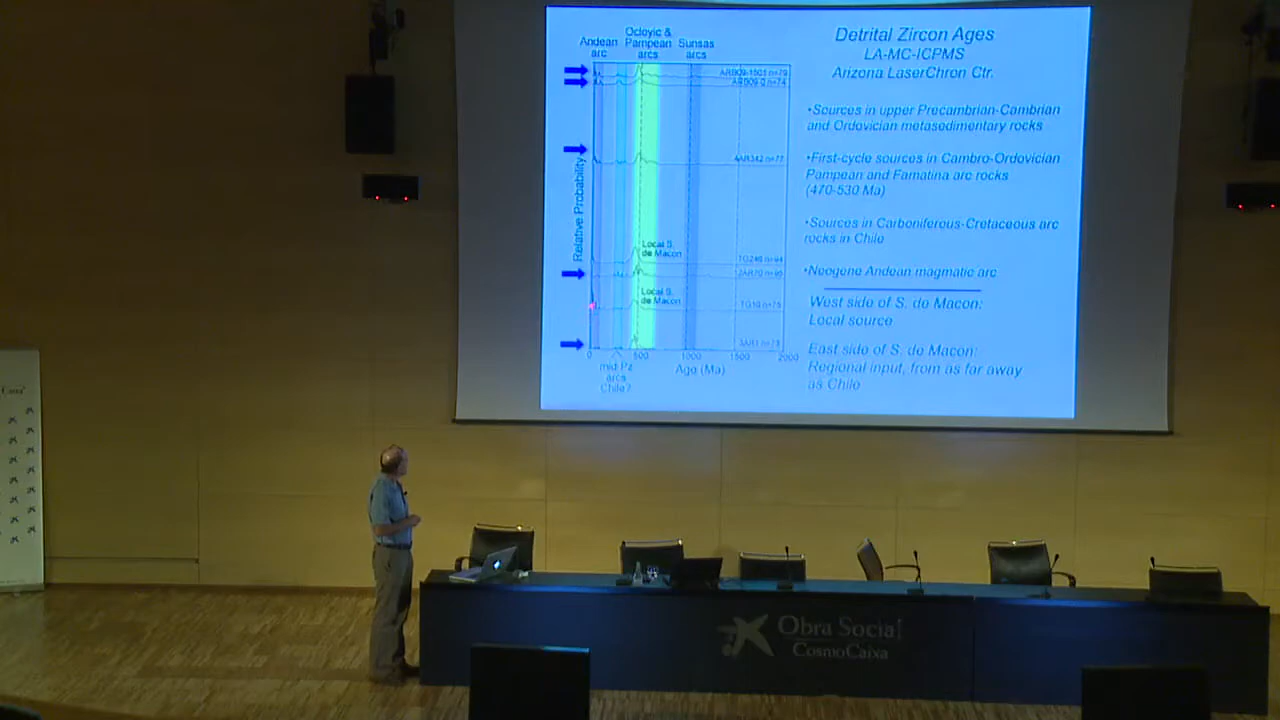 Detrital Zircon Ages
LA-MC-ICPMS
Arizona LaserChron Ctr.
•Sources in upper Precambrian-Cambrian
and Ordovician metasedimentary rocks
•First-cycle sources in Cambro-Ordovician
Pampean and Famatina arc rocks
(470-530 Ma)
•Sources in Carboniferous-Cretaceous arc
rocks in Chile
•Neogene Andean magmatic arc
West side of S. de Macon:
Local source
East side of S. de Macon:
Regional input, from as far away
as Chile
Andean
arc
Ocloyic &
Pampean
arcs
Sunsas
arcs
Relative Probability
Local S.
de Macon
Local S.
de Macon
0 500 1000 1500 2000
Age (Ma)
mid Pz
arcs
Chile?
Obra Social
CosmoCaixa